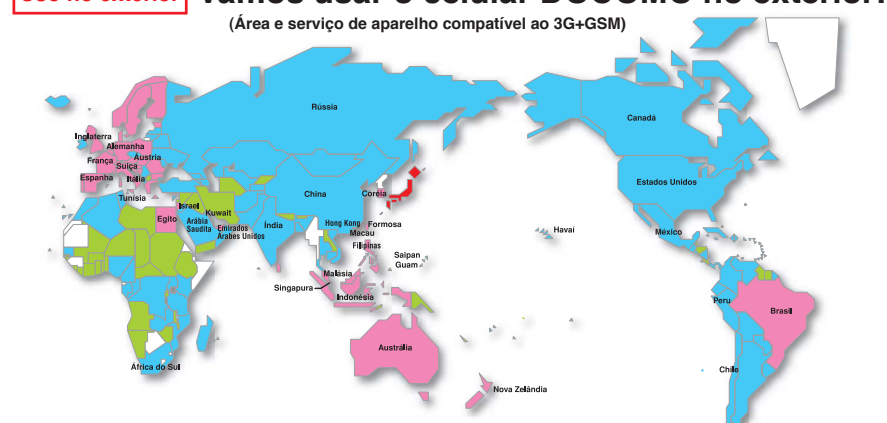 (Área e serviço de aparelho compatível ao 3G+GSM)
Rússia
Canadá
Inglaterra
Alemanha
Áustria
França
Suiça
Espanha
Itália
Tunísia
Egito
Israel
Kuwait
Arábia
Saudita
Emirados
Árabes Unidos
Índia
China
Coréia
Hong Kong
Macau
Formosa
Filipinas
Saipan
Guam
Malásia
Singapura
Indonésia
Havaí
Estados Unidos
México
Peru
Brasil
Chile
África do Sul
Austrália
Nova Zelândia